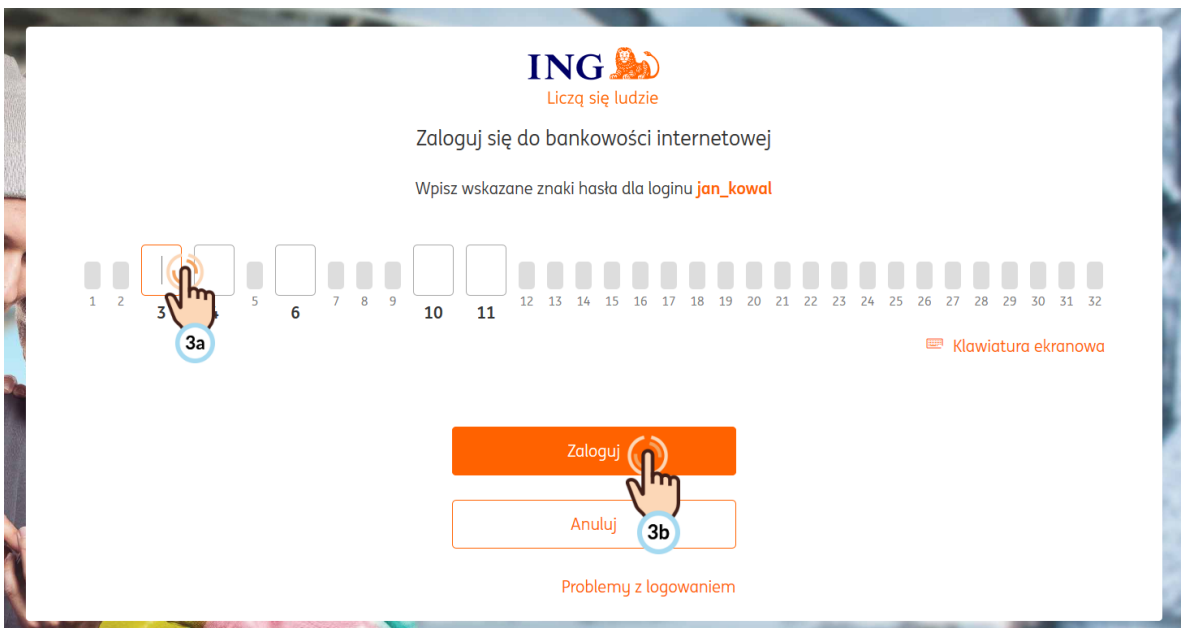 ING
Liczą się ludzie
Zaloguj się do bankowości internetowej
Wpisz wskazane znaki hasła dla loginu jan_kowal
1 2 3 4 5 6 7 8 9 10 11 12 13 14 15 16 17 18 19 20 21 22 23 24 25 26 27 28 29 30 31 32
3a
Klawiatura ekranowa
Zaloguj
Anuluj
3b
Problemy z logowaniem